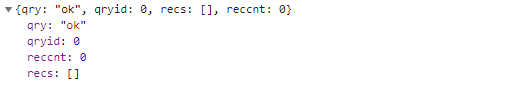 ▼{qry: "ok", qryid: 0, recs: [], reccnt: 0}
qry: "ok"
qryid: 0
reccnt: 0
recs: []